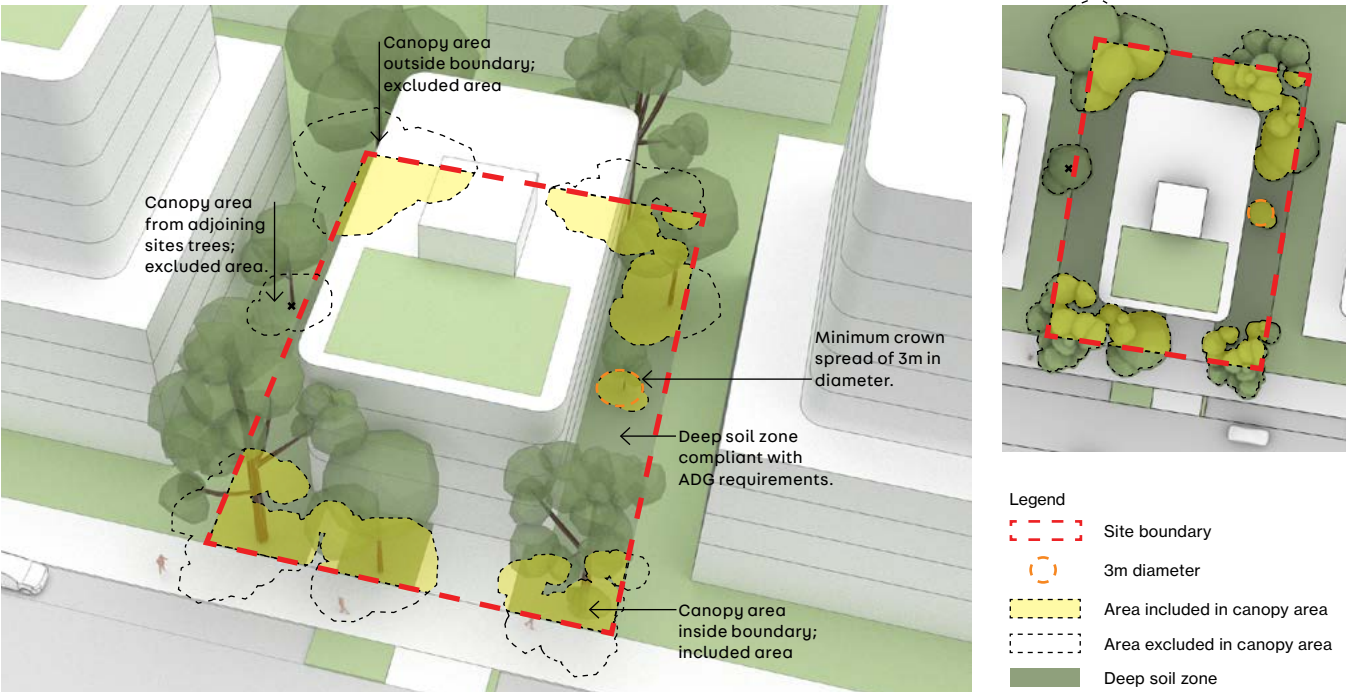 Canopy area
outside boundary;
excluded area
Canopy area
from adjoining
sites trees;
excluded area.
Minimum crown
spread of 3m in
diameter.
Deep soil zone
compliant with
ADG requirements.
Canopy area
inside boundary;
included area
Legend
Site boundary
3m diameter
Area included in canopy area
Area excluded in canopy area
Deep soil zone